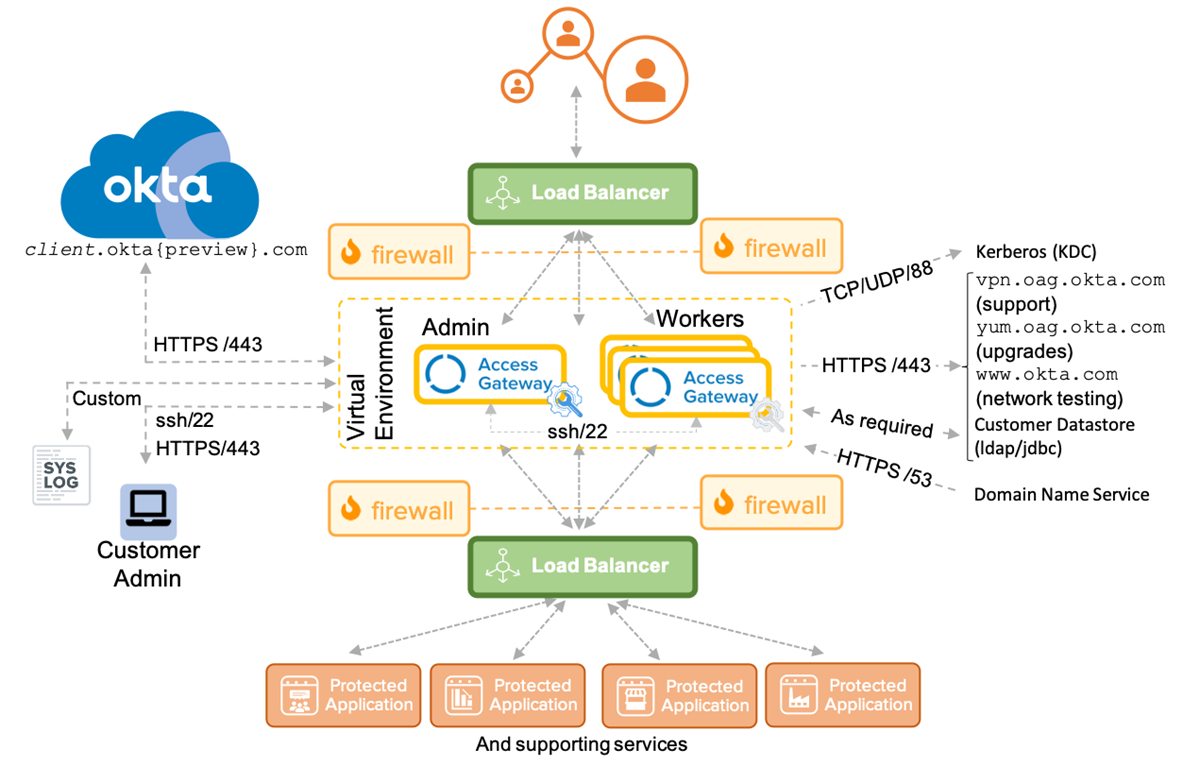 Load Balancer
okta
client.okta{preview}.com
firewall
firewall
Kerberos (KDC)
TCP/UDP/88
vpn.oag.okta.com
(support)
yum.oag.okta.com
(upgrades)
www.okta.com
(network testing)
Customer Datastore
(ldap/jdbc)
HTTPS /443
Virtual
Environment
Admin
Access
Gateway
Workers
Access
Gateway
ssh/22
HTTPS /443
As required
HTTPS /53
Domain Name Service
Custom
ssh/22
HTTPS/443
SYS
LOG
Customer
Admin
firewall
firewall
Load Balancer
Protected
Application
Protected
Application
Protected
Application
Protected
Application
And supporting services